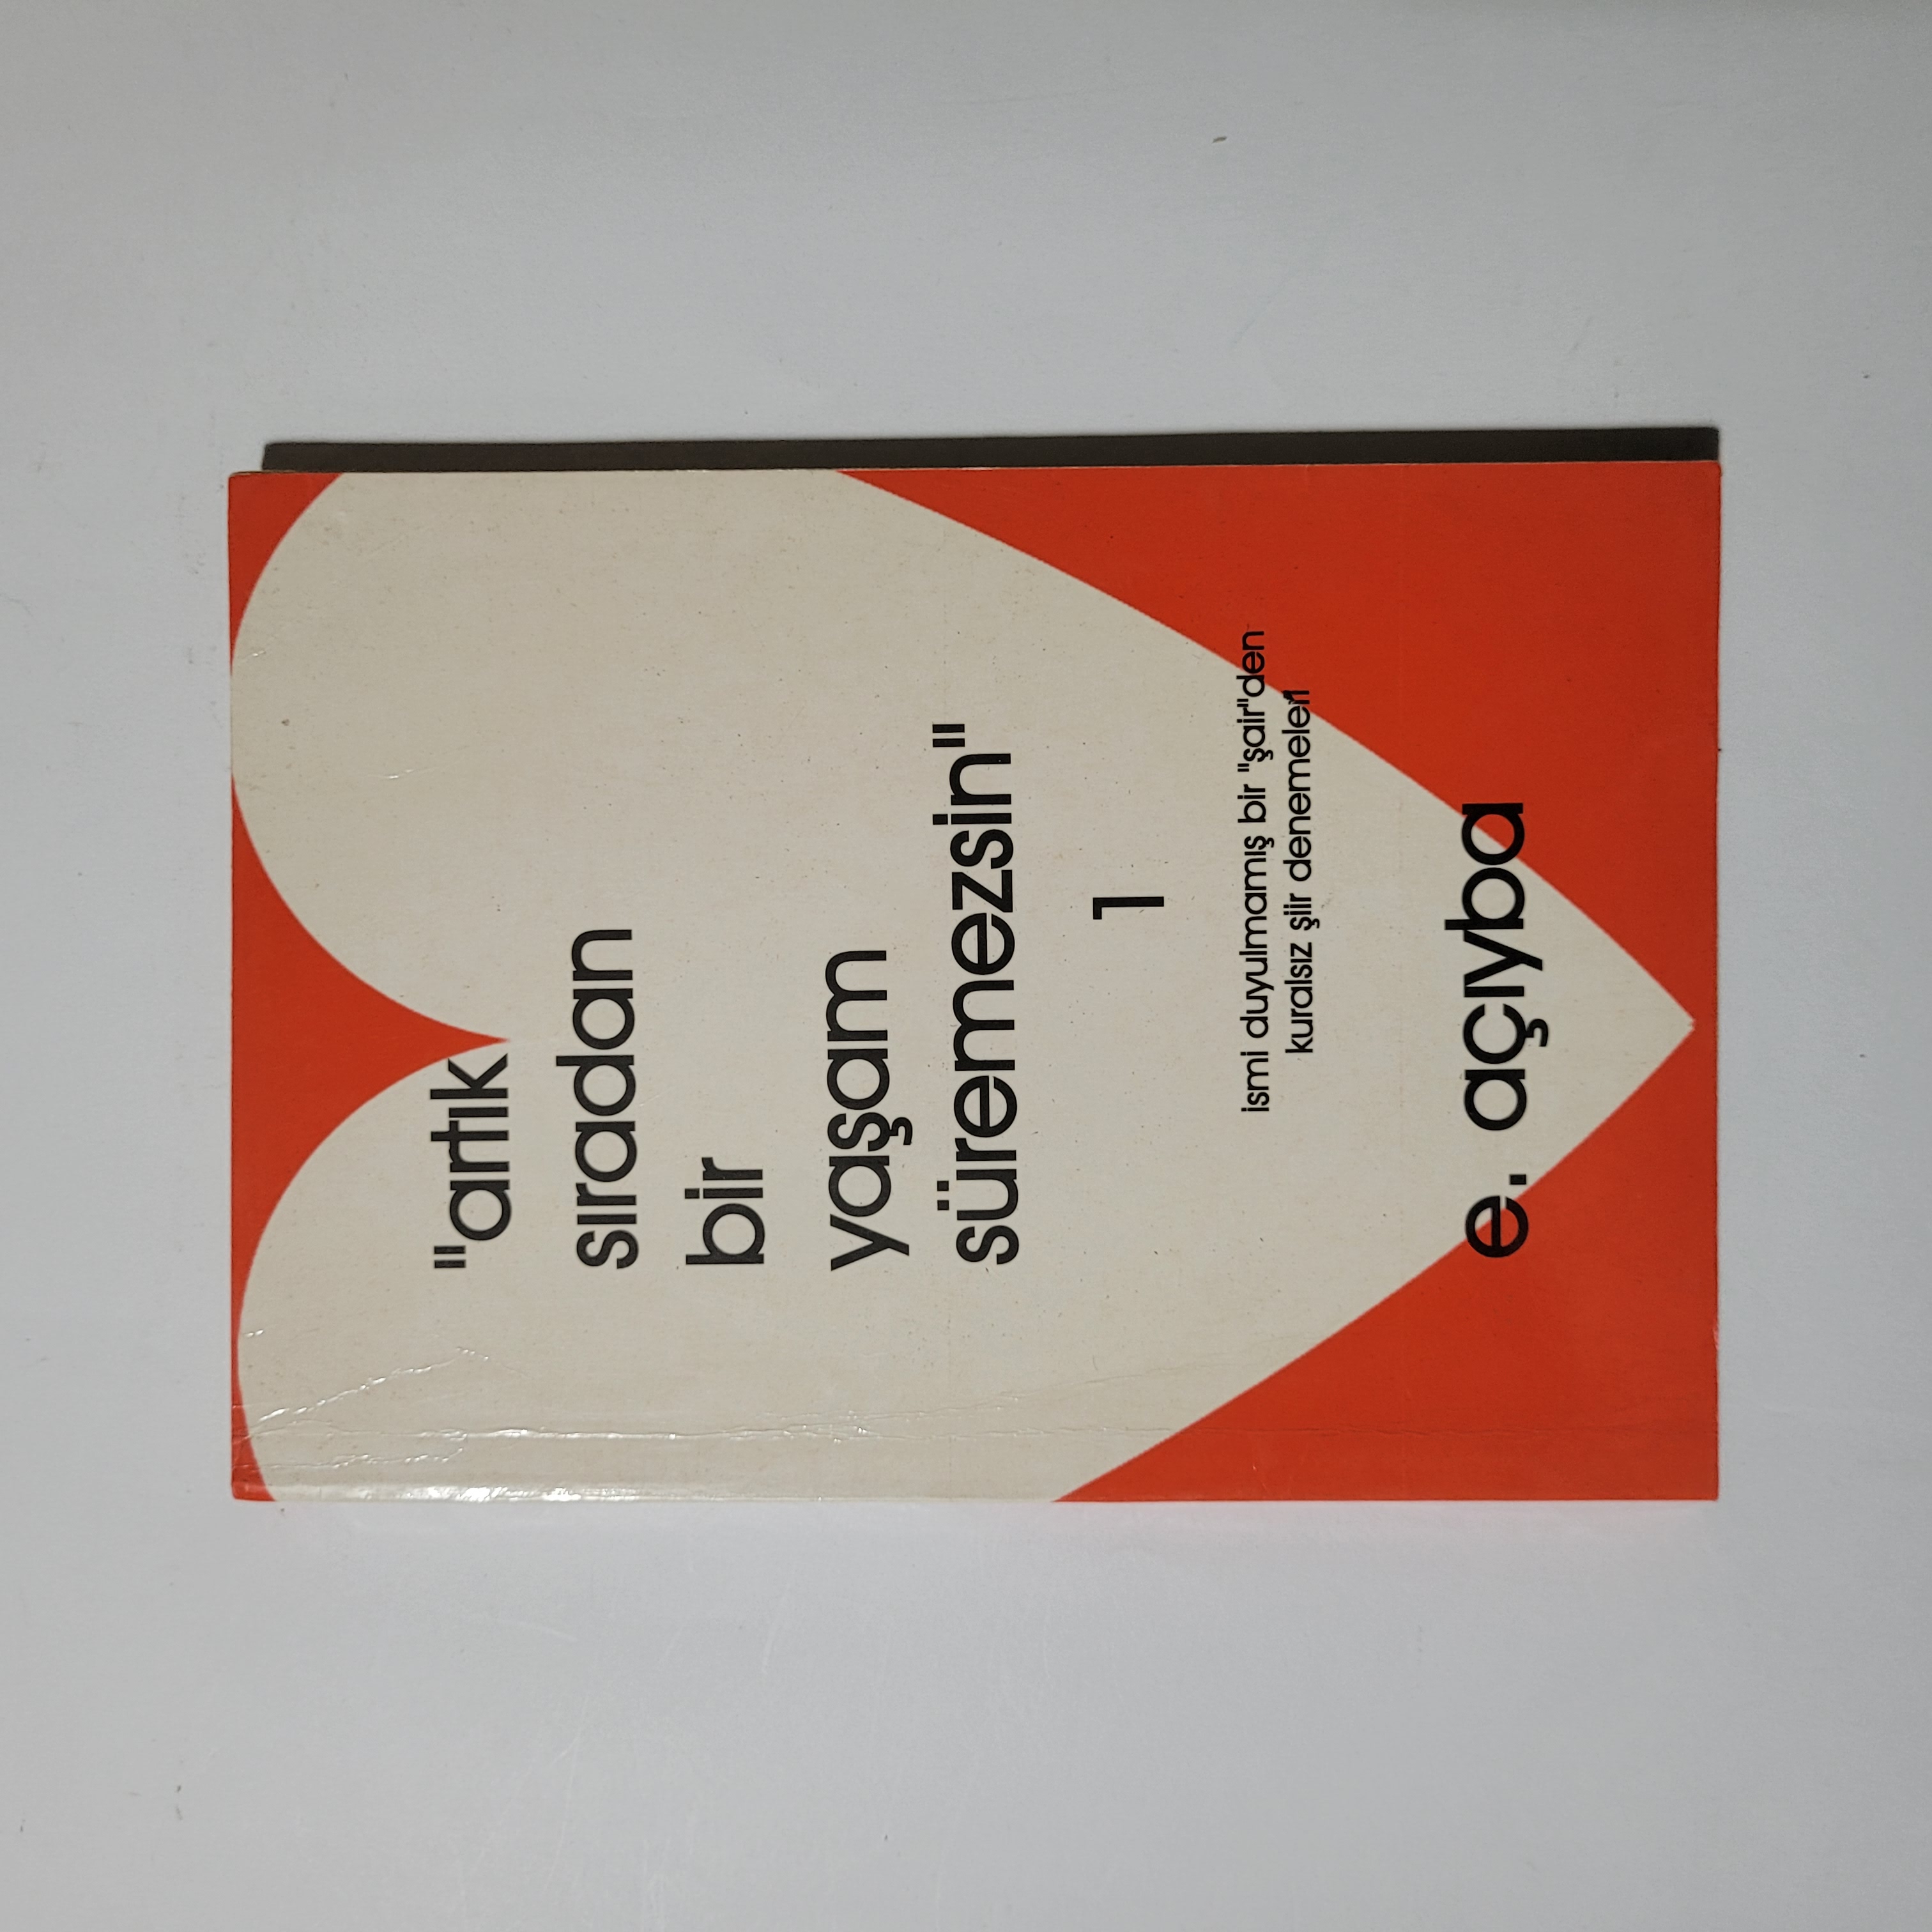 "artık
sıradan
bir
yaşam
süremezsin"
1
ismi duyulmamış bir "şair"den
kuralsız şiir denemeleri
e. açıyba